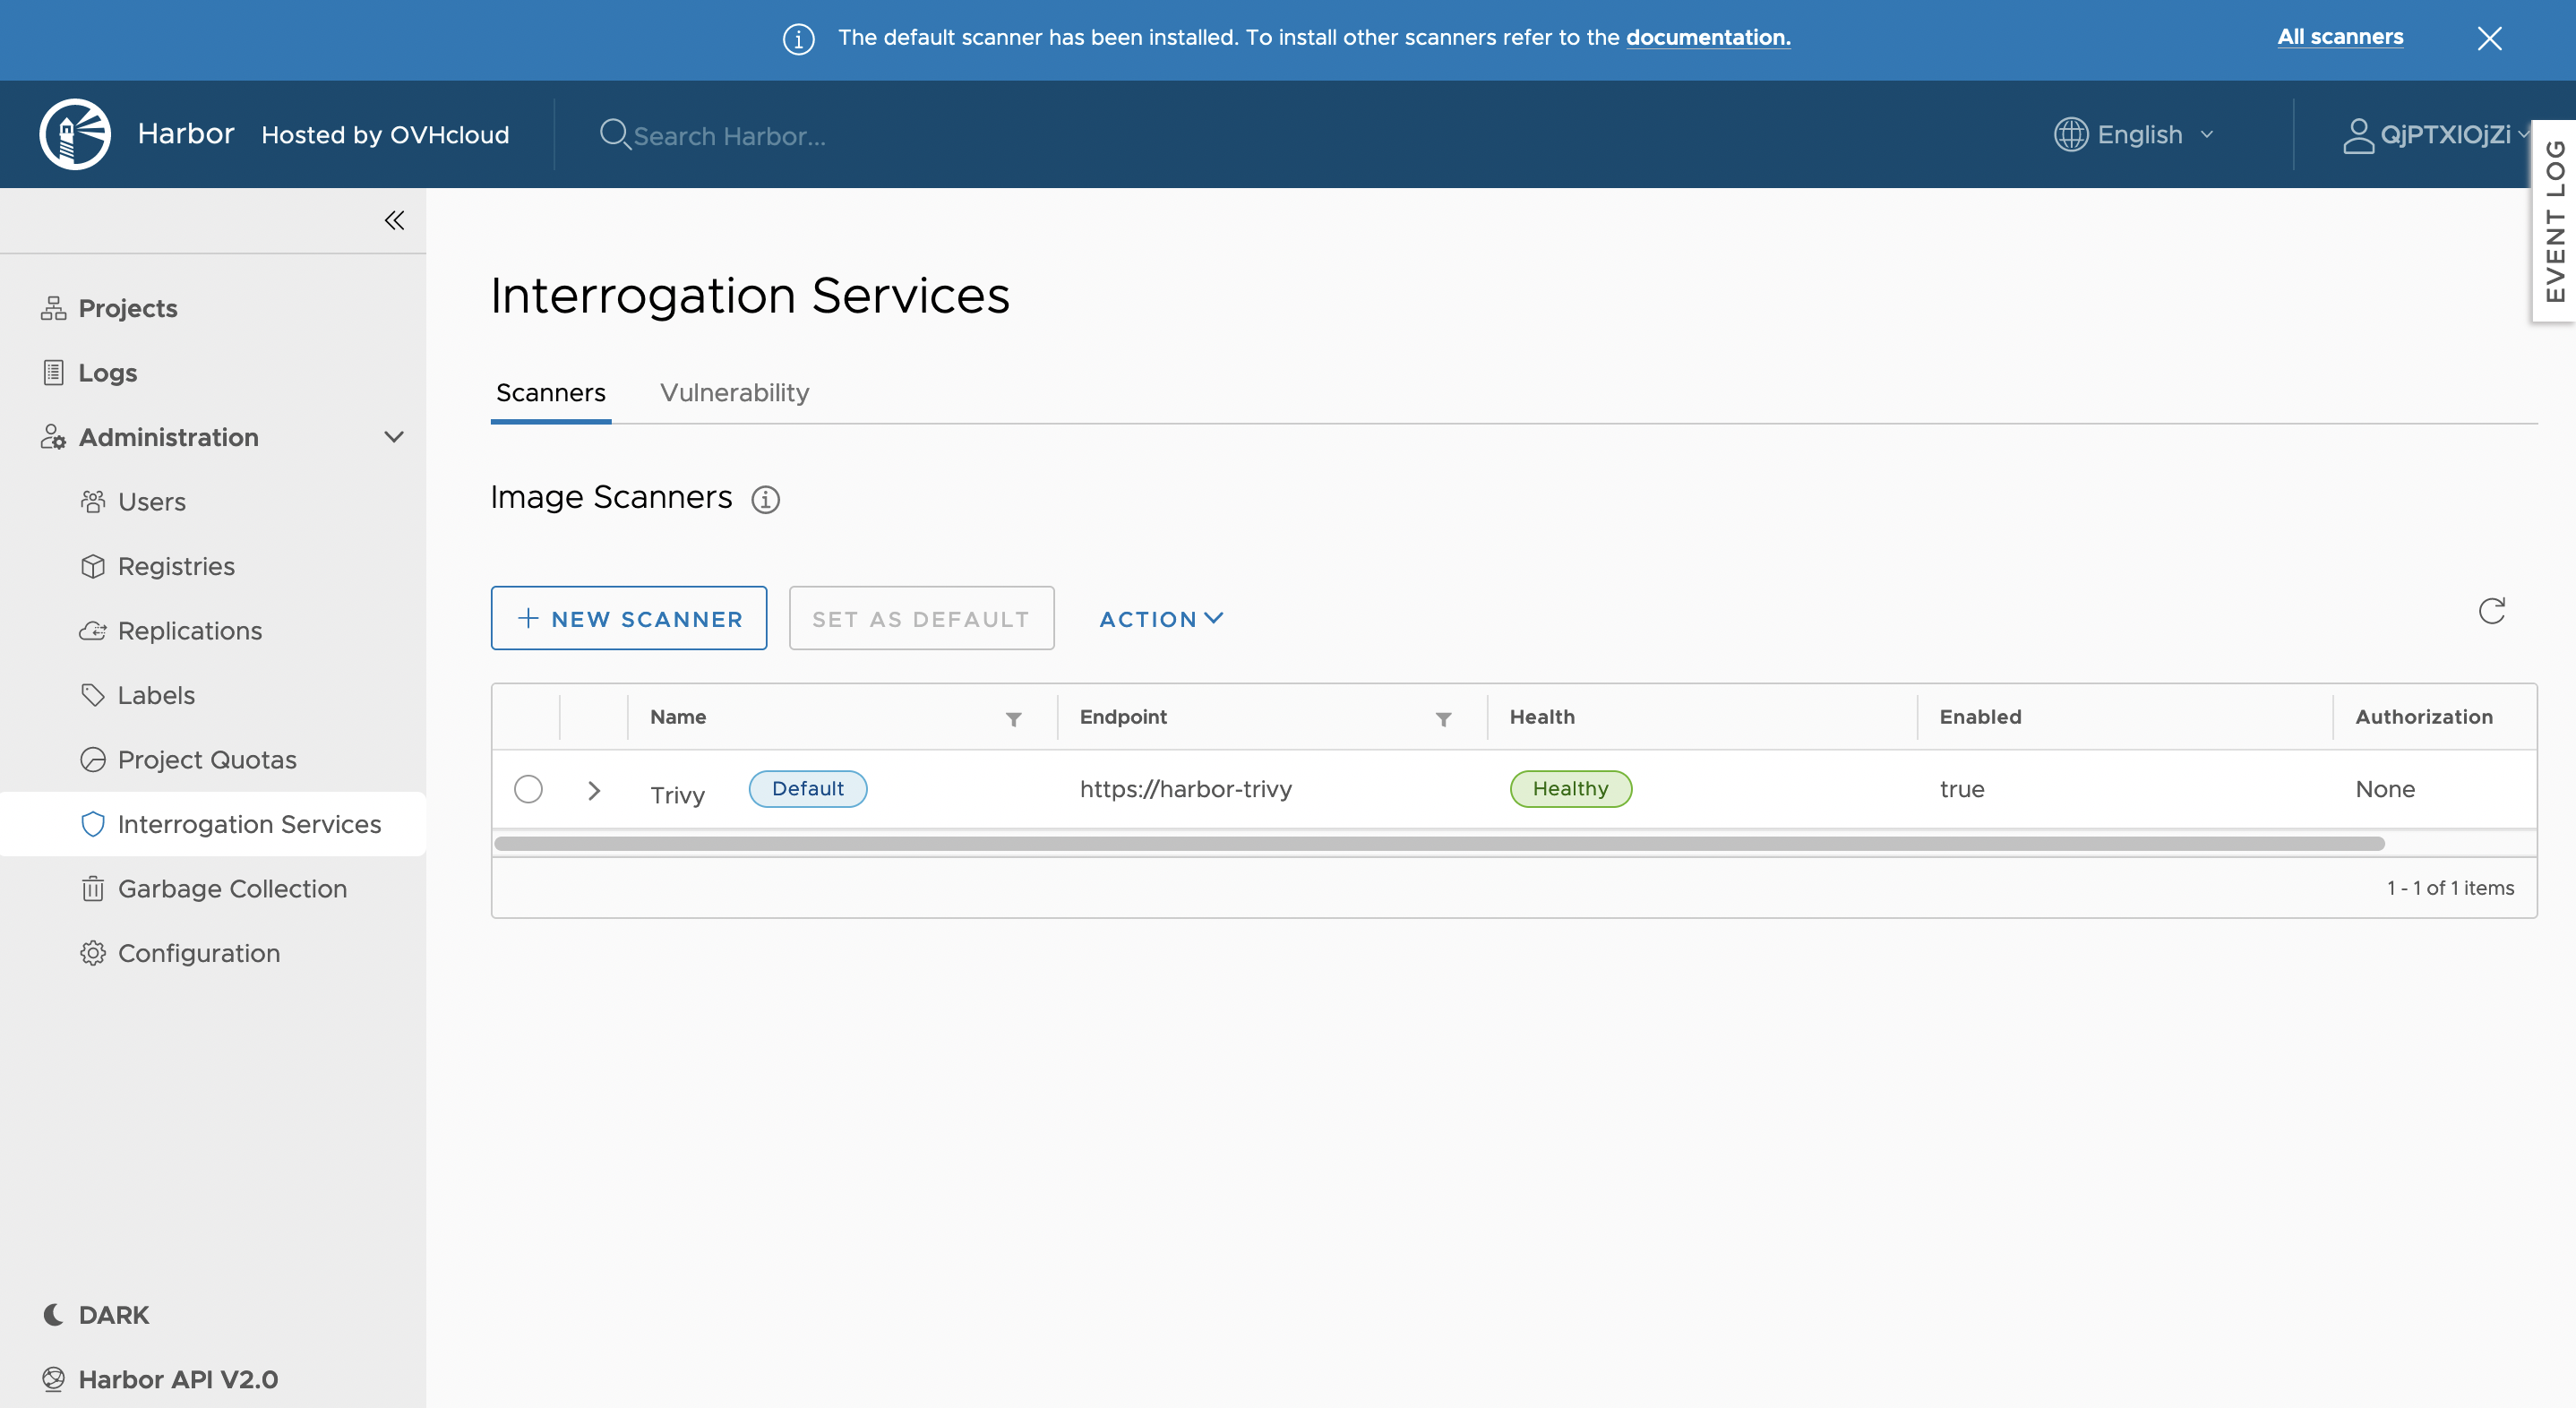 The default scanner has been installed. To install other scanners refer to the documentation.
All scanners
Harbor Hosted by OVHcloud
Search Harbor...
English
QjPTXlOjZi
EVENT LOG
Projects
Logs
Administration
Users
Registries
Replications
Labels
Project Quotas
Interrogation Services
Garbage Collection
Configuration
DARK
Harbor API V2.0
Interrogation Services
Scanners Vulnerability
Image Scanners
NEW SCANNER SET AS DEFAULT ACTION
Name Endpoint Health Enabled Authorization
Trivy Default https://harbor-trivy Healthy true None
1 - 1 of 1 items